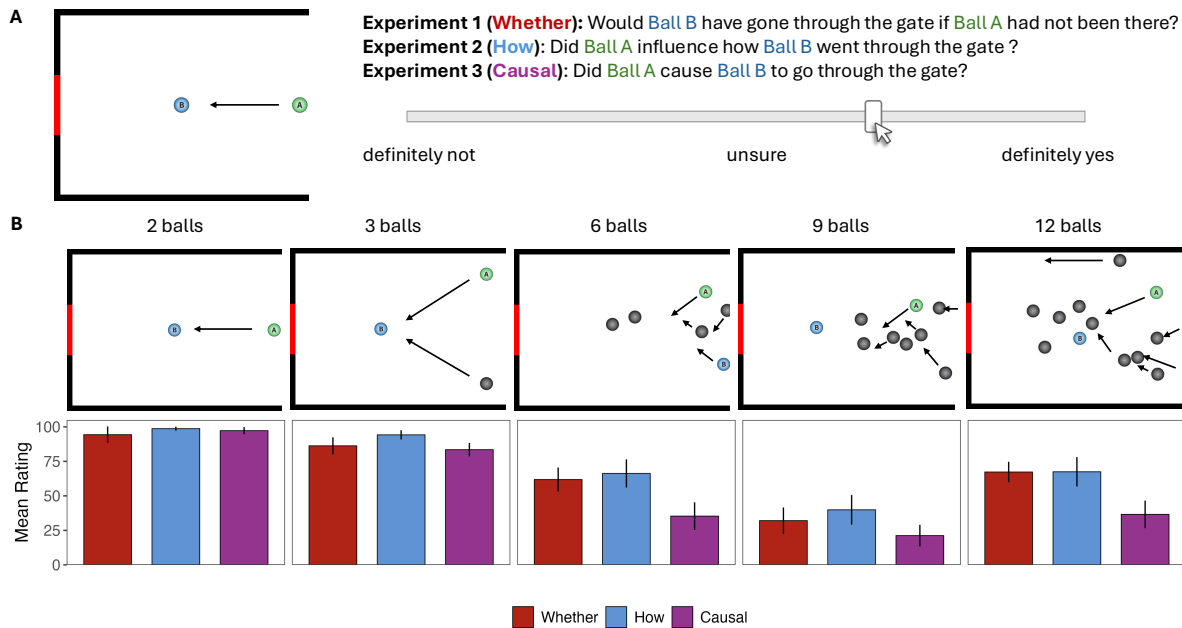 A
Experiment 1 (Whether): Would Ball B have gone through the gate if Ball A had not been there?
Experiment 2 (How): Did Ball A influence how Ball B went through the gate ?
Experiment 3 (Causal): Did Ball A cause Ball B to go through the gate?
B A
definitely not unsure definitely yes
B
2 balls 3 balls 6 balls 9 balls 12 balls
B A
B A
A B
B A
A B
Mean Rating
100
75
50
25
0
Whether How Causal